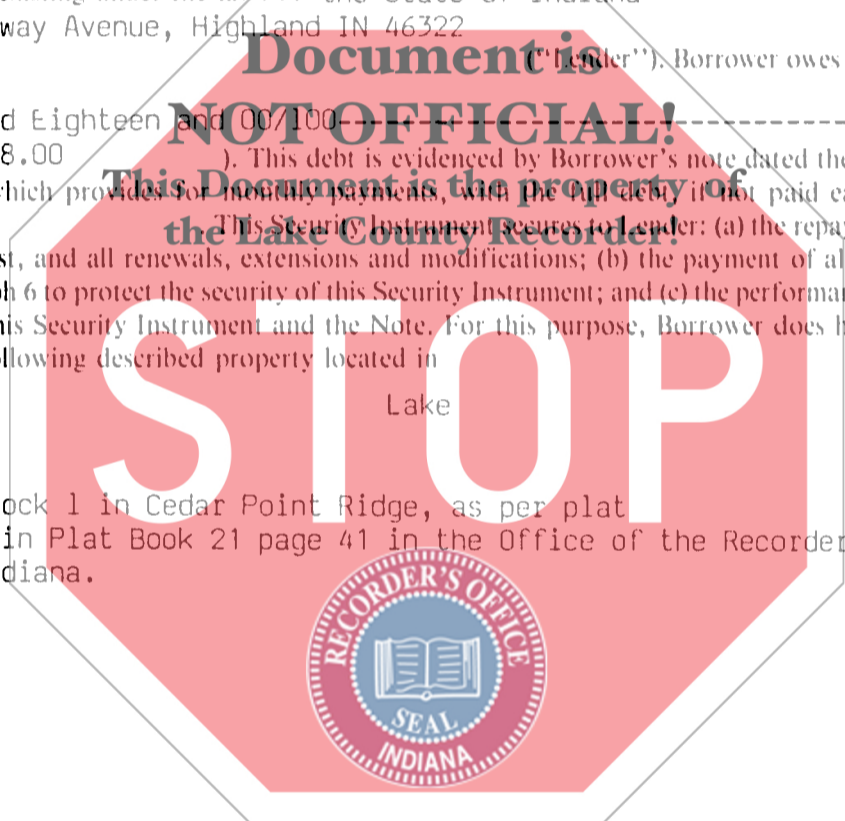 the State of Indiana
way Avenue, Highland IN 46322
Document is
("Lender"). Borrower owes
d Eighteen and 00/100
NOT OFFICIAL!
8.00 ). This debt is evidenced by Borrower's note dated the
hich provides for monthly payments, with the full debt, if not paid ea
This Document is the property of
. This Security Instrument secures to Lender: (a) the repay
the Lake County Recorder!
st, and all renewals, extensions and modifications; (b) the payment of al
h 6 to protect the security of this Security Instrument; and (c) the performan
his Security Instrument and the Note. For this purpose, Borrower does h
ollowing described property located in
STOP
Lake
ock 1 in Cedar Point Ridge, as per plat
in Plat Book 21 page 41 in the Office of the Recorder
diana.
RECORDER'S OFFICE
SEAL
INDIANA